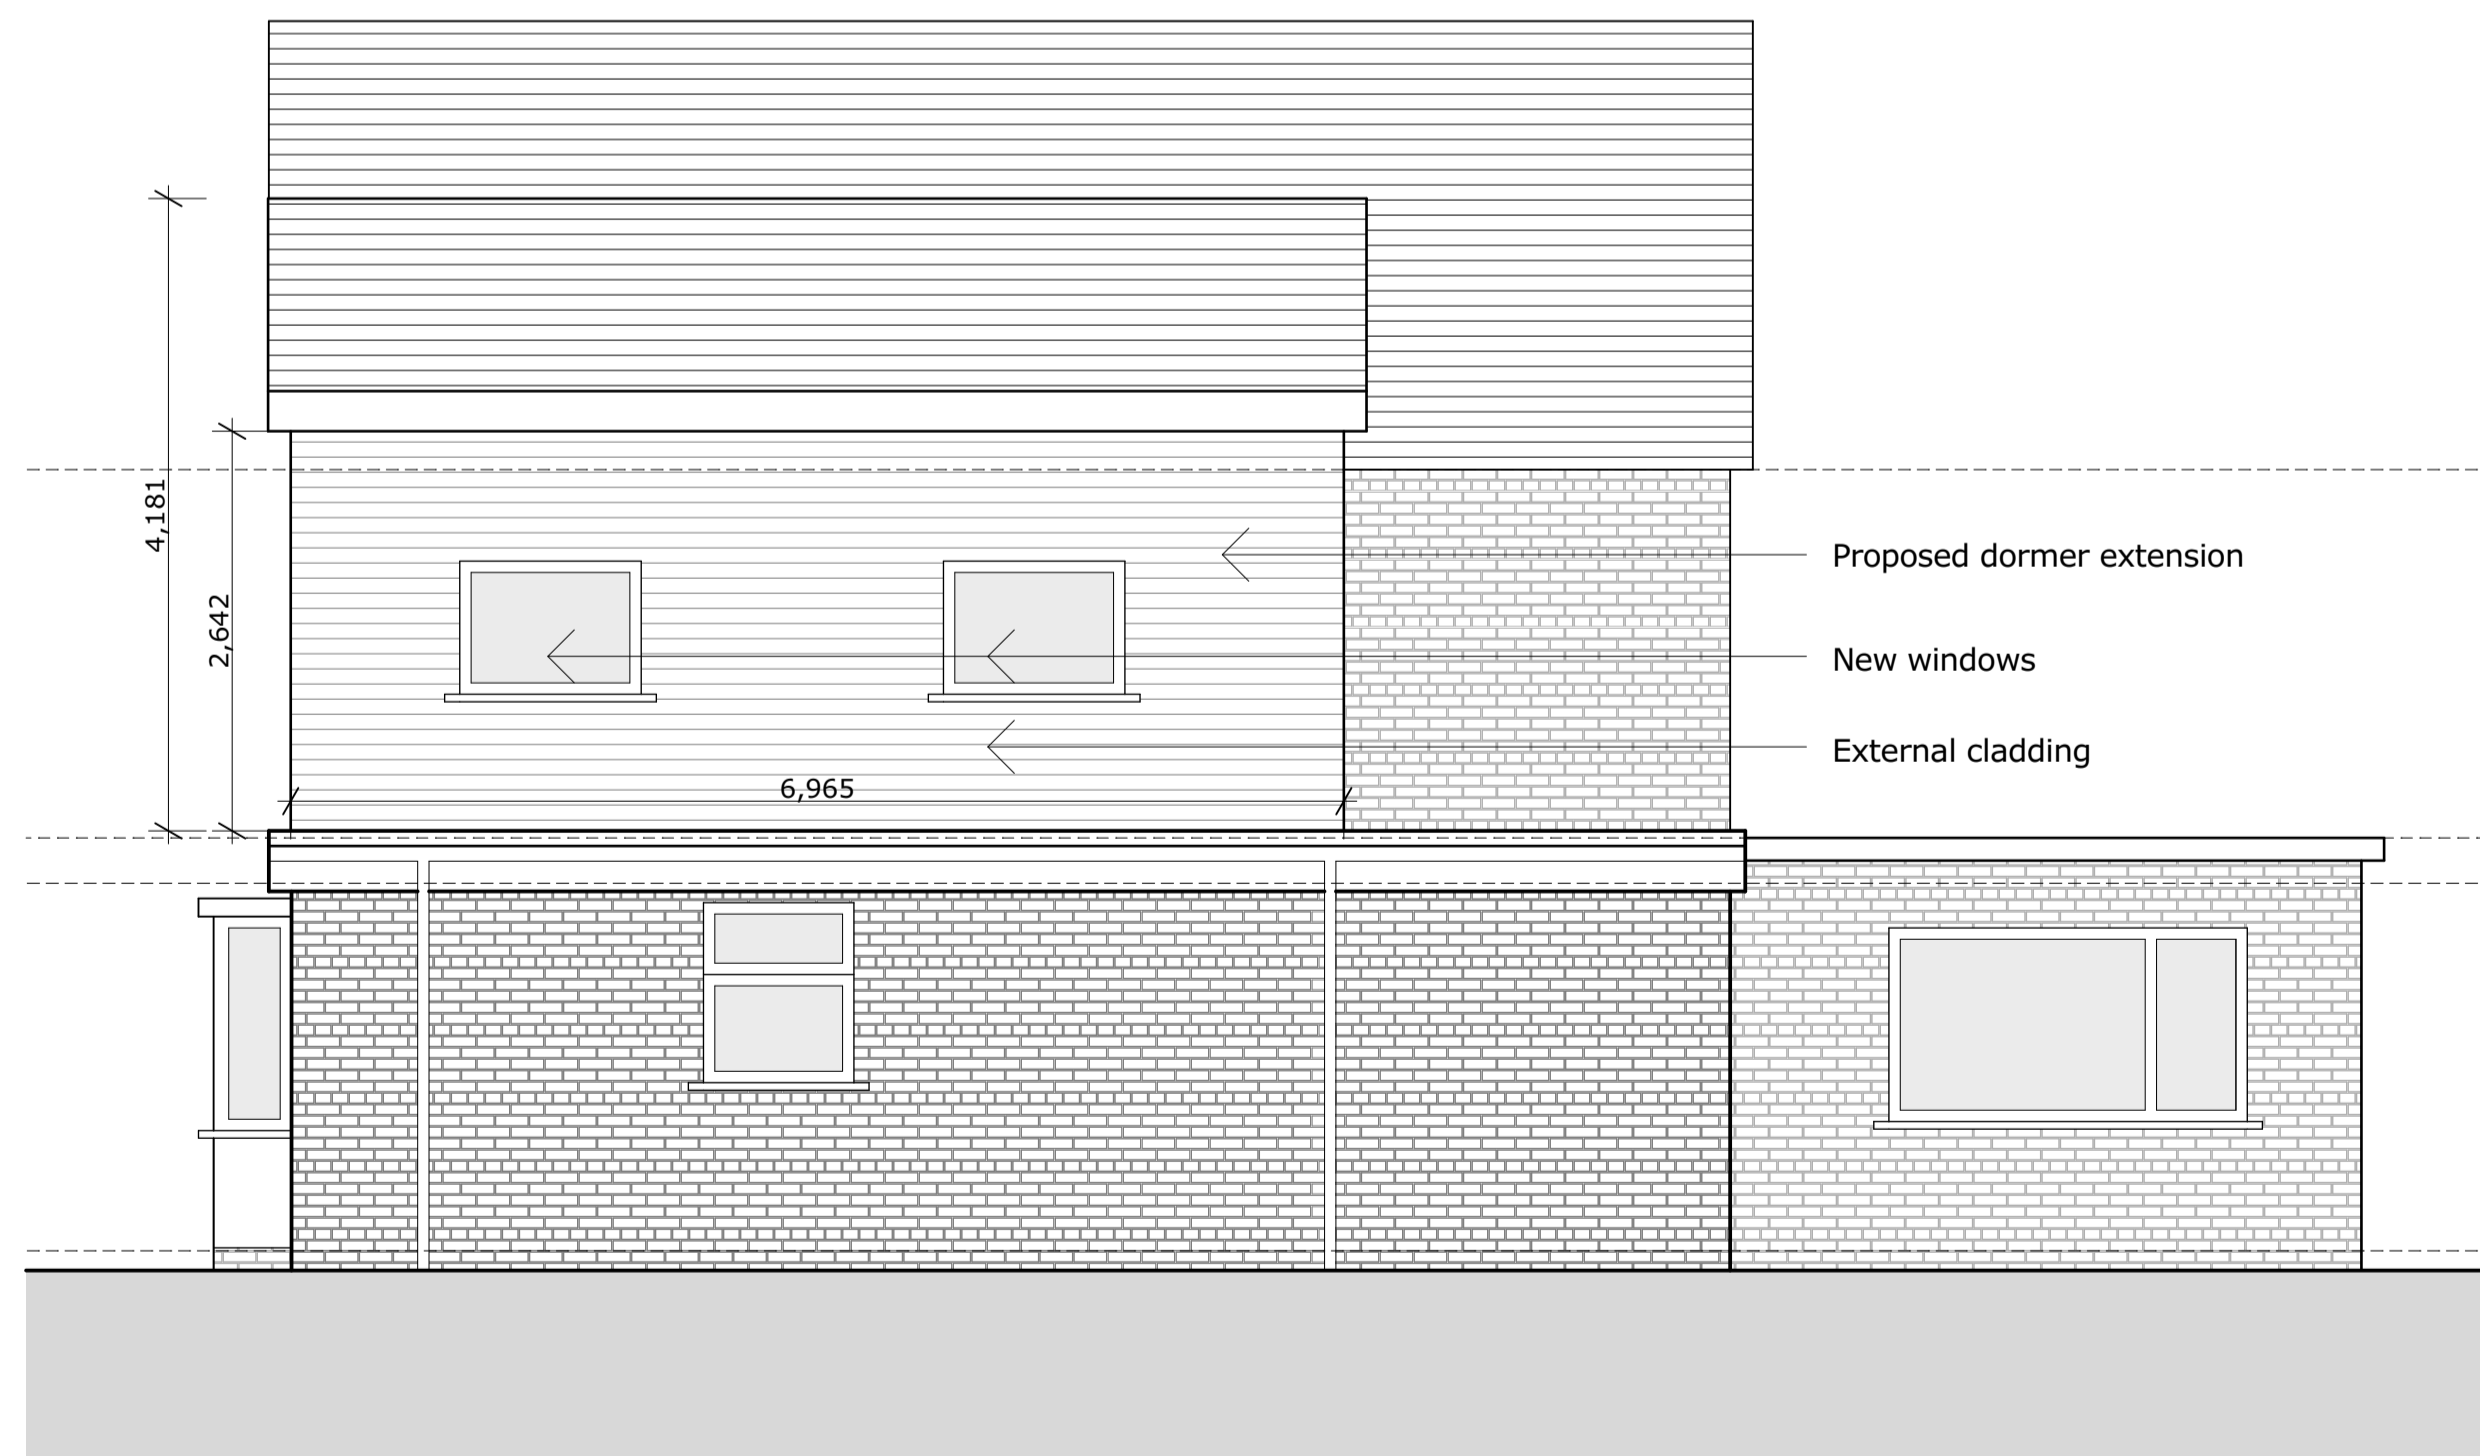 4,181
2,642
Proposed dormer extension
New windows
External cladding
6,965